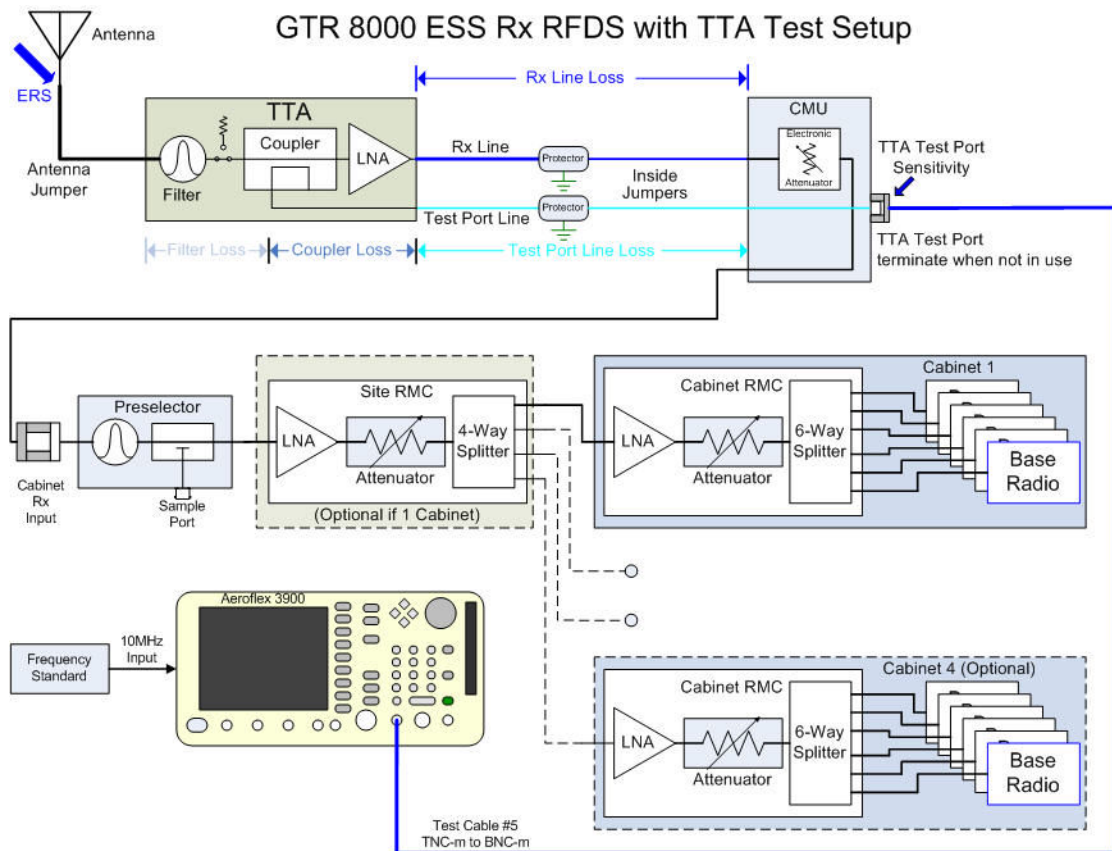 GTR 8000 ESS Rx RFDS with TTA Test Setup
Antenna
ERS
Antenna
Jumper
TTA
Filter
Coupler
LNA
Filter Loss
Coupler Loss
Rx Line Loss
Rx Line
Protector
Inside
Jumpers
Protector
Test Port Line
Test Port Line Loss
CMU
Electronic
Attenuator
TTA Test Port
Sensitivity
TTA Test Port
terminate when not in use
Cabinet
Rx
Input
Preselector
Sample
Port
Site RMC
LNA
Attenuator
4-Way
Splitter
(Optional if 1 Cabinet)
Cabinet 1
Cabinet RMC
LNA
Attenuator
6-Way
Splitter
Base
Radio
Frequency
Standard
10MHz
Input
Aeroflex 3900
Test Cable #5
TNC-m to BNC-m
Cabinet 4 (Optional)
Cabinet RMC
LNA
Attenuator
6-Way
Splitter
Base
Radio